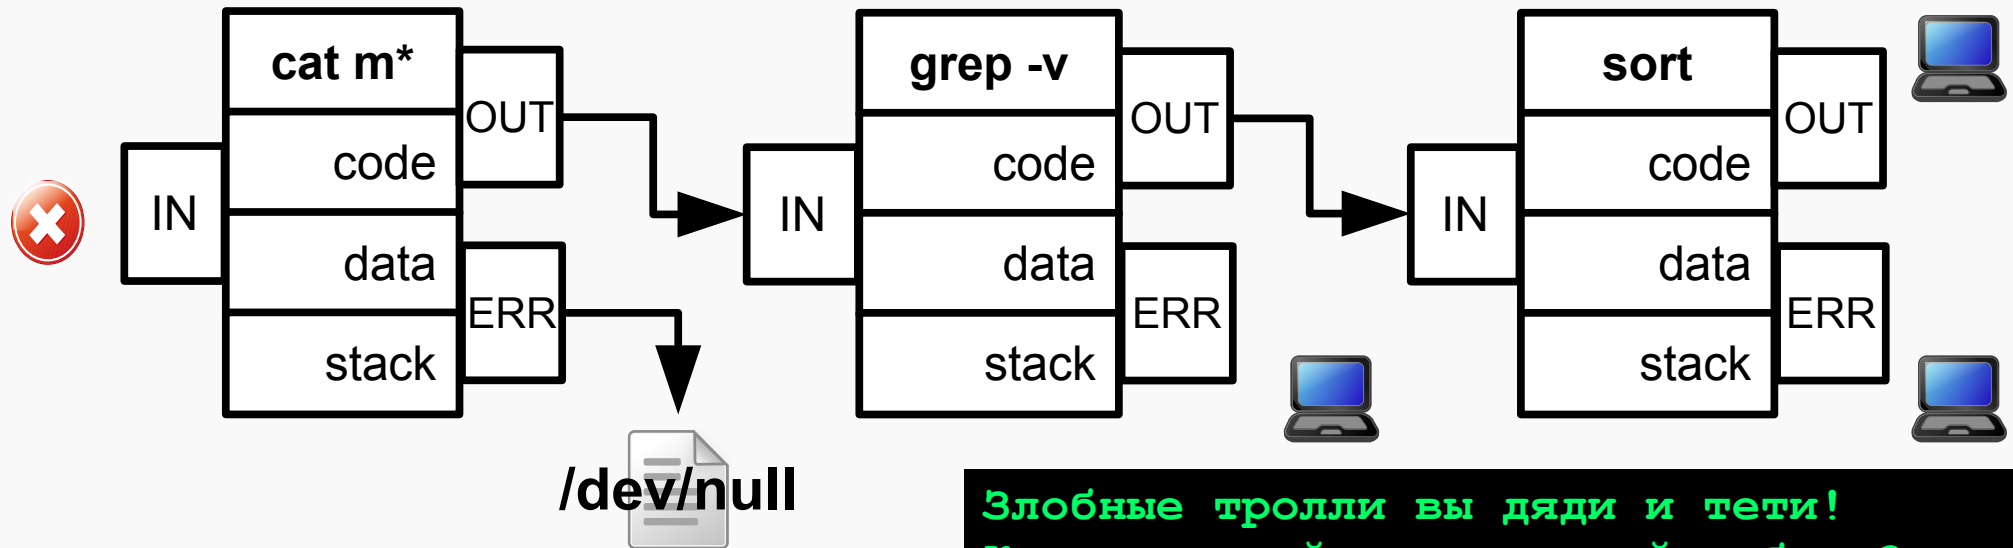 cat m*
OUT
code
IN
data
ERR
stack
/dev/null
grep -v
OUT
code
IN
data
ERR
stack
sort
OUT
code
IN
data
ERR
stack
Злобные тролли вы дяди и тети!